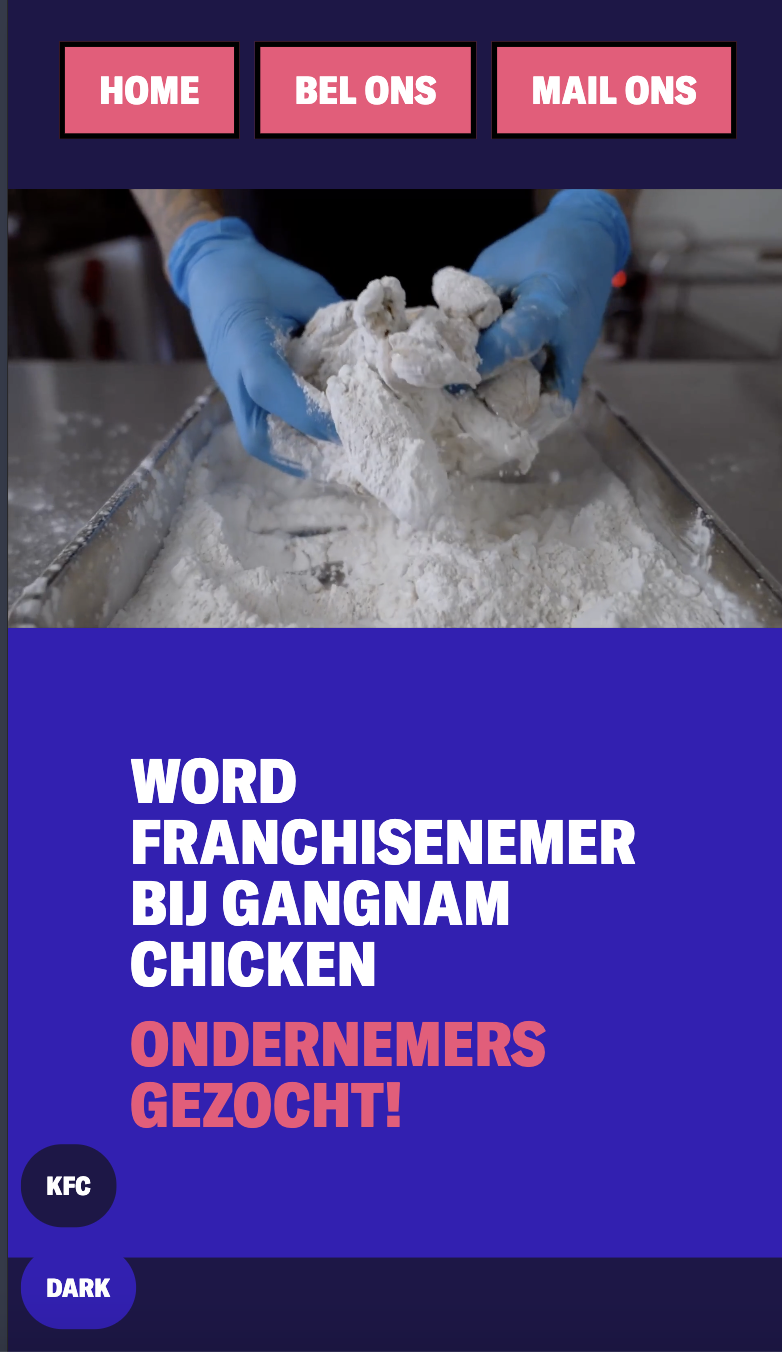 HOME
BEL ONS
MAIL ONS
WORD
FRANCHISENEMER
BIJ GANGNAM
CHICKEN
ONDERNEMERS
GEZOCHT!
KFC
DARK